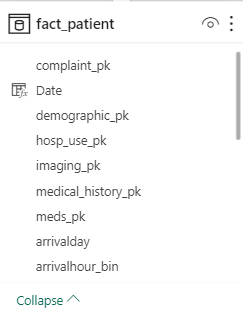 fact_patient
complaint_pk
Date
demographic_pk
hosp_use_pk
imaging_pk
medical_history_pk
meds_pk
arrivalday
arrivalhour_bin
Collapse